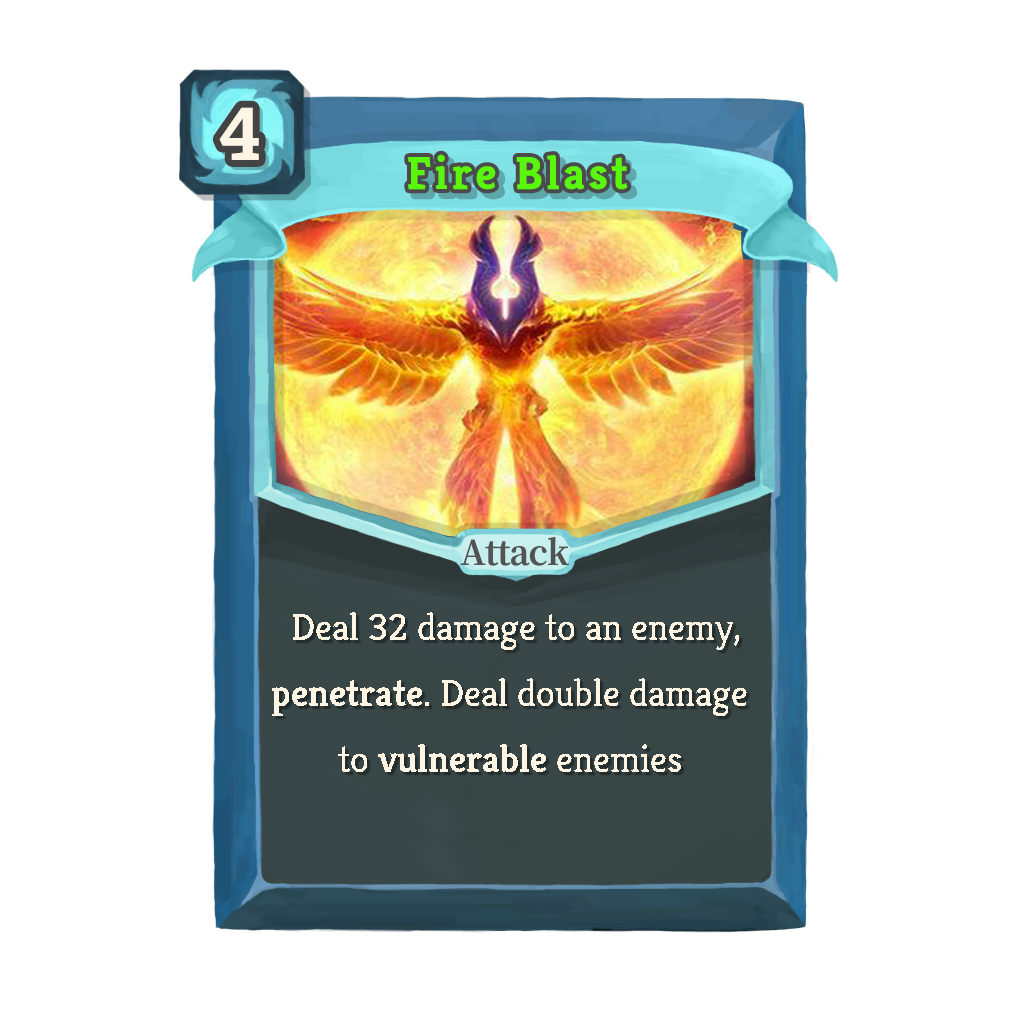 4
Fire Blast
Attack
Deal 32 damage to an enemy,
penetrate. Deal double damage
to vulnerable enemies